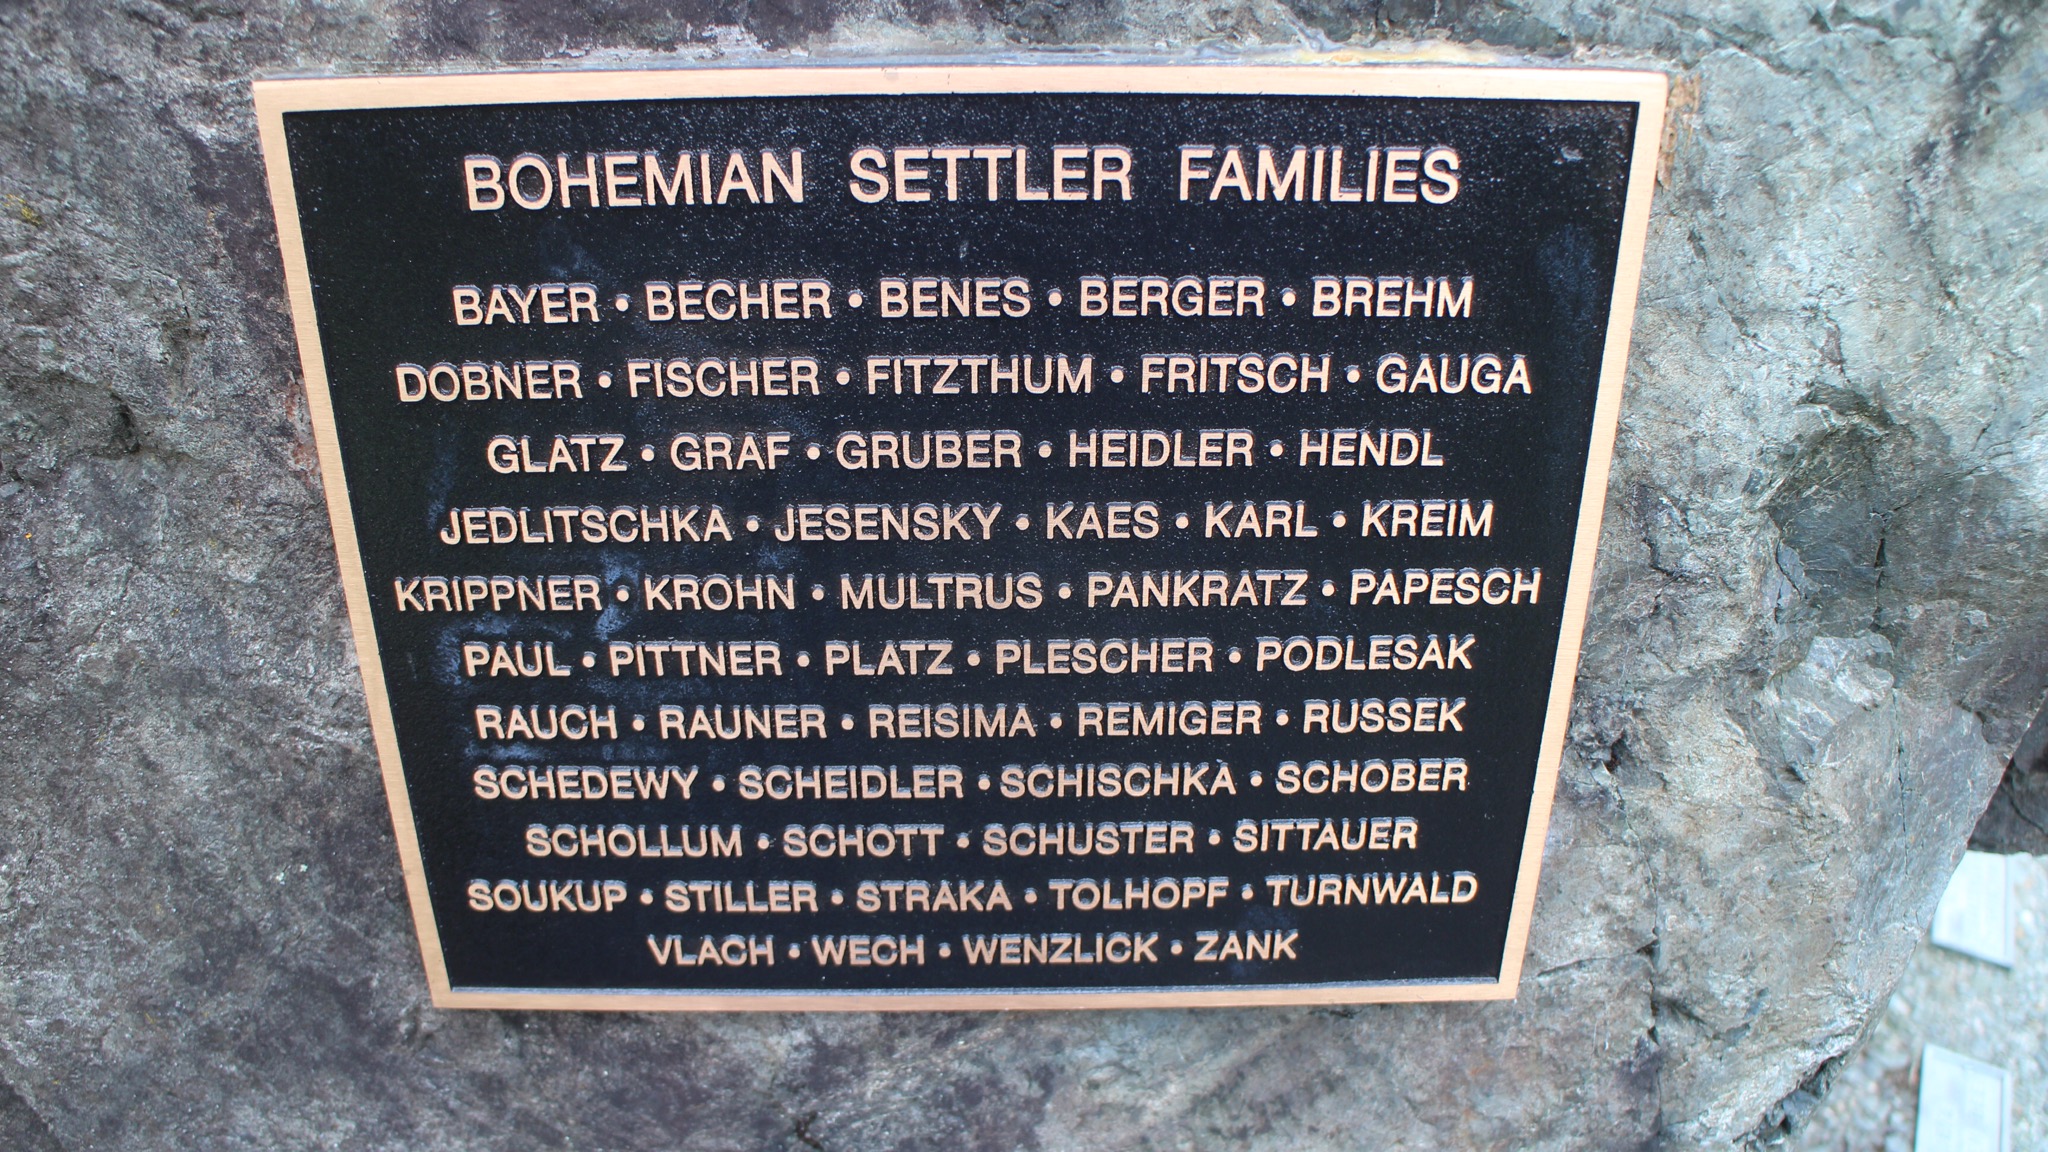 BOHEMIAN SETTLER FAMILIES
BAYER • BECHER • BENES • BERGER • BREHM
DOBNER • FISCHER • FITZTHUM • FRITSCH • GAUGA
GLATZ • GRAF • GRUBER • HEIDLER • HENDL
JEDLITSCHKA • JESENSKY • KAES • KARL • KREIM
KRIPPNER • KROHN • MULTRUS • PANKRATZ • PAPESCH
PAUL • PITTNER • PLATZ • PLESCHER • PODLESAK
RAUCH • RAUNER • REISIMA • REMIGER • RUSSEK
SCHEDEWY • SCHEIDLER • SCHISCHKA • SCHOBER
SCHOLLUM • SCHOTT • SCHUSTER • SITTAUER
SOUKUP • STILLER • STRAKA • TOLHOPF • TURNWALD
VLACH • WECH • WENZLICK • ZANK